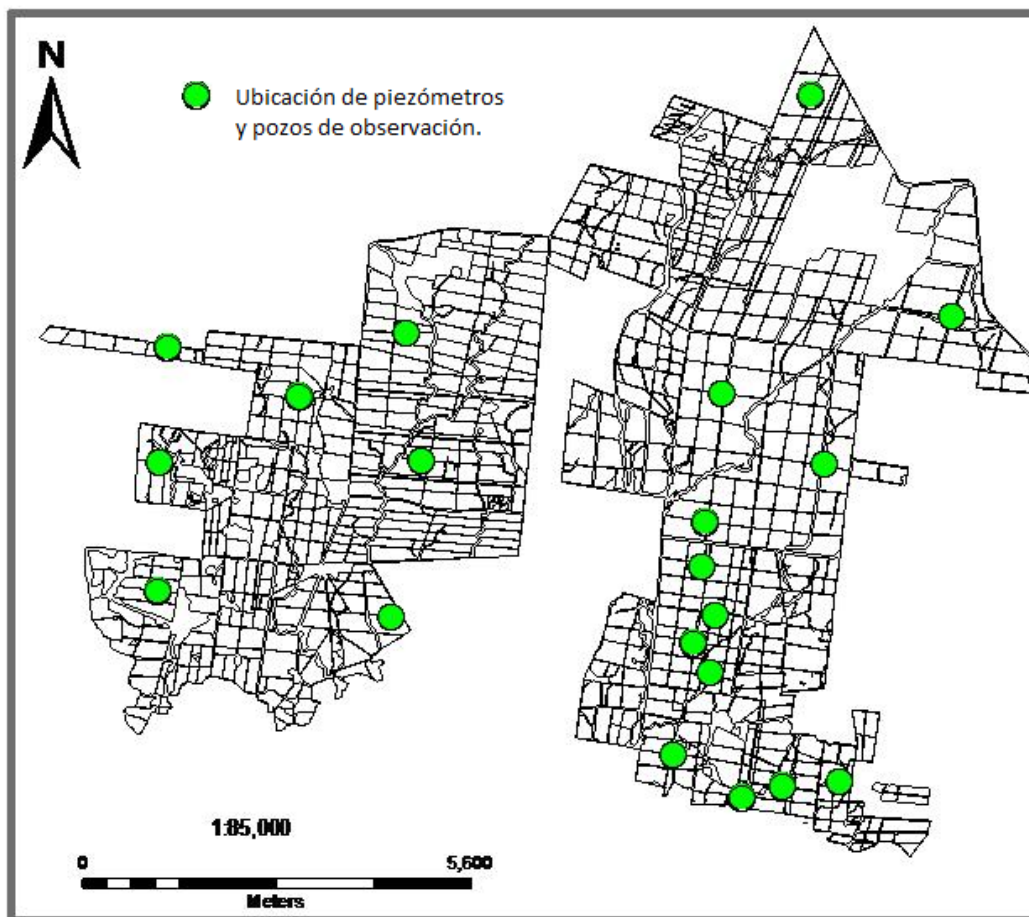 N
Ubicación de piezómetros
y pozos de observación.
1:85,000
0 5,600
Meters